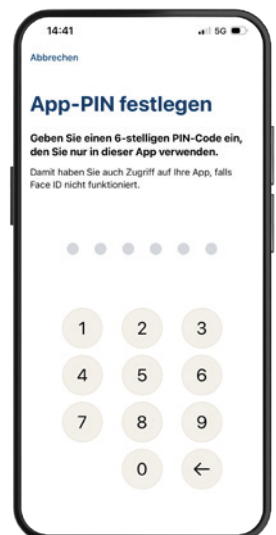 14:41 5G
Abbrechen
App-PIN festlegen
Geben Sie einen 6-stelligen PIN-Code ein,
den Sie nur in dieser App verwenden.
Damit haben Sie auch Zugriff auf Ihre App, falls
Face ID nicht funktioniert.
1 2 3
4 5 6
7 8 9
0 ←